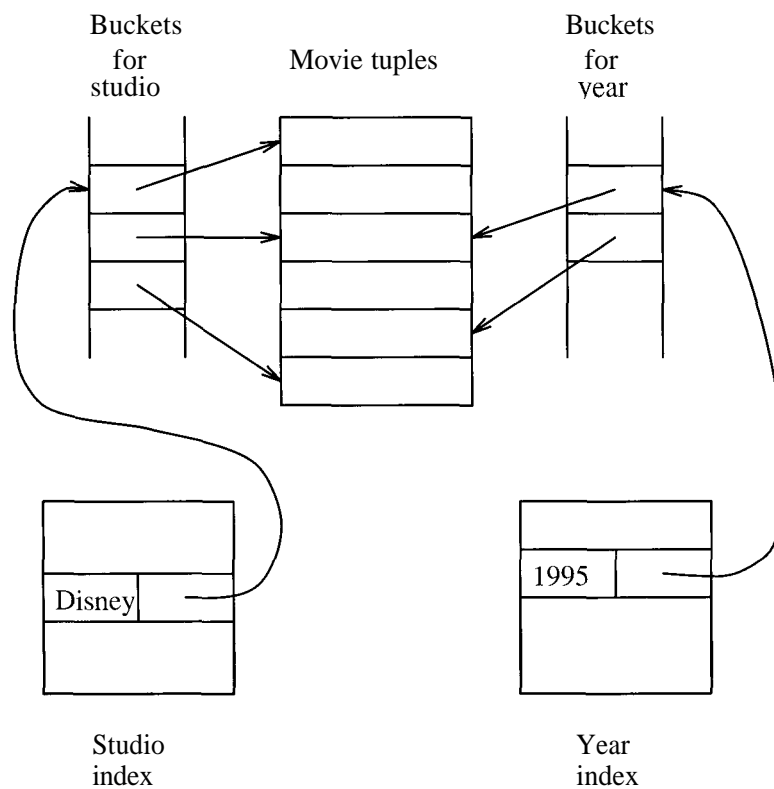 Buckets
for
studio
Movie tuples
Buckets
for
year
Disney
1995
Studio
index
Year
index